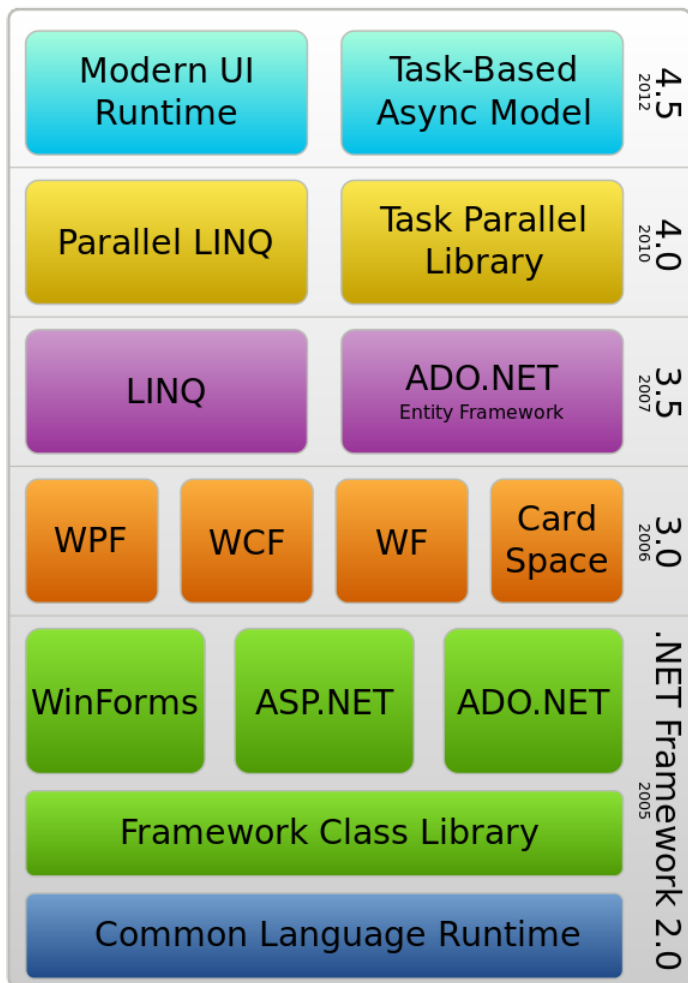 Modern UI
Runtime
Task-Based
Async Model
4.5
2012
Parallel LINQ
Task Parallel
Library
4.0
2010
LINQ
ADO.NET
Entity Framework
3.5
2007
WPF
WCF
WF
Card
Space
3.0
2006
WinForms
ASP.NET
ADO.NET
.NET Framework 2.0
2005
Framework Class Library
Common Language Runtime